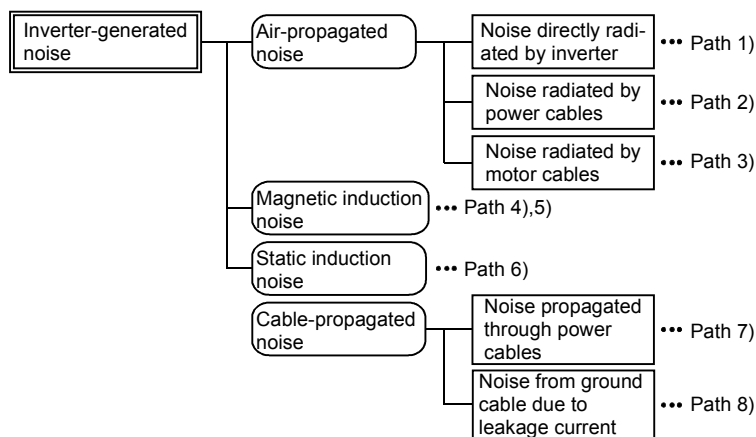 Inverter-generated
noise
Air-propagated
noise
Noise directly radi-
ated by inverter
••• Path 1)
Noise radiated by
power cables
••• Path 2)
Noise radiated by
motor cables
••• Path 3)
Magnetic induction
noise
••• Path 4),5)
Static induction
noise
••• Path 6)
Cable-propagated
noise
Noise propagated
through power
cables
••• Path 7)
Noise from ground
cable due to
leakage current
••• Path 8)